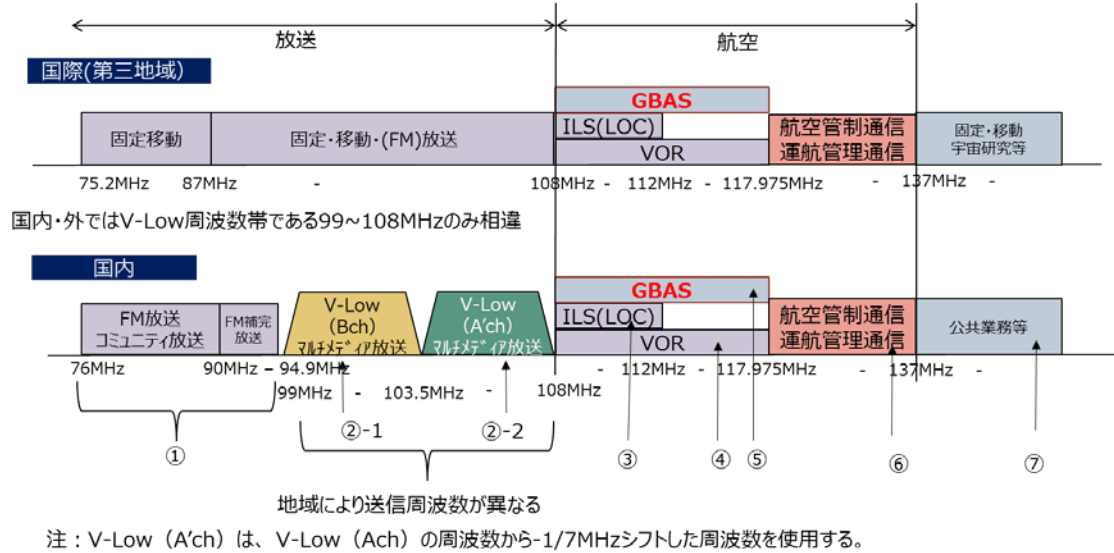 放送
航空
国際(第三地域)
GBAS
固定移動
固定・移動・(FM)放送
ILS(LOC)
VOR
航空管制通信
運航管理通信
固定・移動
宇宙研究等
75.2MHz
87MHz
-
108MHz - 112MHz - 117.975MHz
- 137MHz -
国内・外ではV-Low周波数帯である99~108MHzのみ相違
国内
FM放送
コミュニティ放送
FM補完
放送
V-Low
(Bch)
マルチメディア放送
V-Low
(A’ch)
マルチメディア放送
GBAS
ILS(LOC)
VOR
航空管制通信
運航管理通信
公共業務等
76MHz
90MHz – 94.9MHz
- 112MHz - 117.975MHz
- 137MHz -
99MHz - 103.5MHz - 108MHz
①
②-1
②-2
③
④
⑤
⑥
⑦
地域により送信周波数が異なる
注:V-Low(A’ch)は、V-Low(Ach)の周波数から-1/7MHzシフトした周波数を使用する。